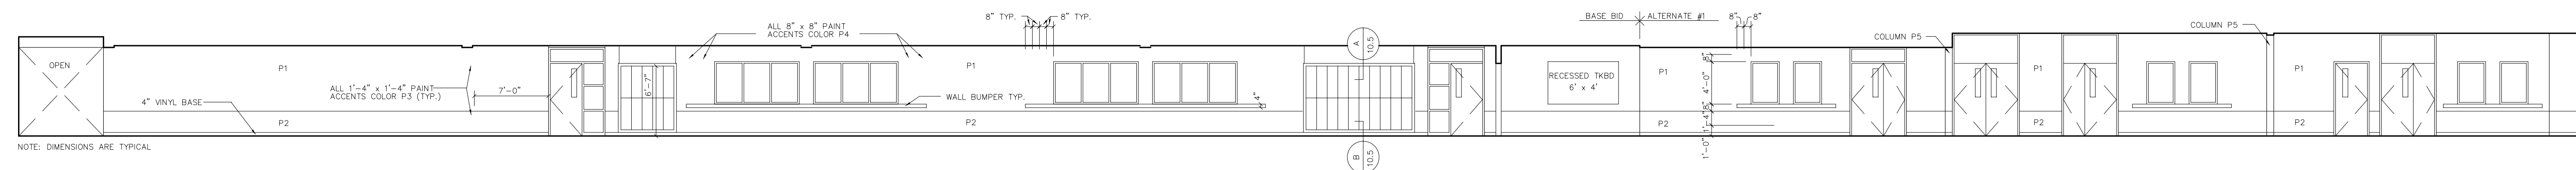 OPEN
P1
P2
4" VINYL BASE
NOTE: DIMENSIONS ARE TYPICAL
ALL 1'-4" x 1'-4" PAINT
ACCENTS COLOR P3 (TYP.)
7'-0"
6'-7"
ALL 8" x 8" PAINT
ACCENTS COLOR P4
WALL BUMPER TYP.
P1
P2
8" TYP.
8" TYP.
4"
A
10.5
B
10.5
RECESSED TKBD
6' x 4'
BASE BID
ALTERNATE #1
P1
P2
8"
8"
8"
4'-0"
8"
1'-4"
1'-0"
COLUMN P5
P1
P2
COLUMN P5
P1
P2